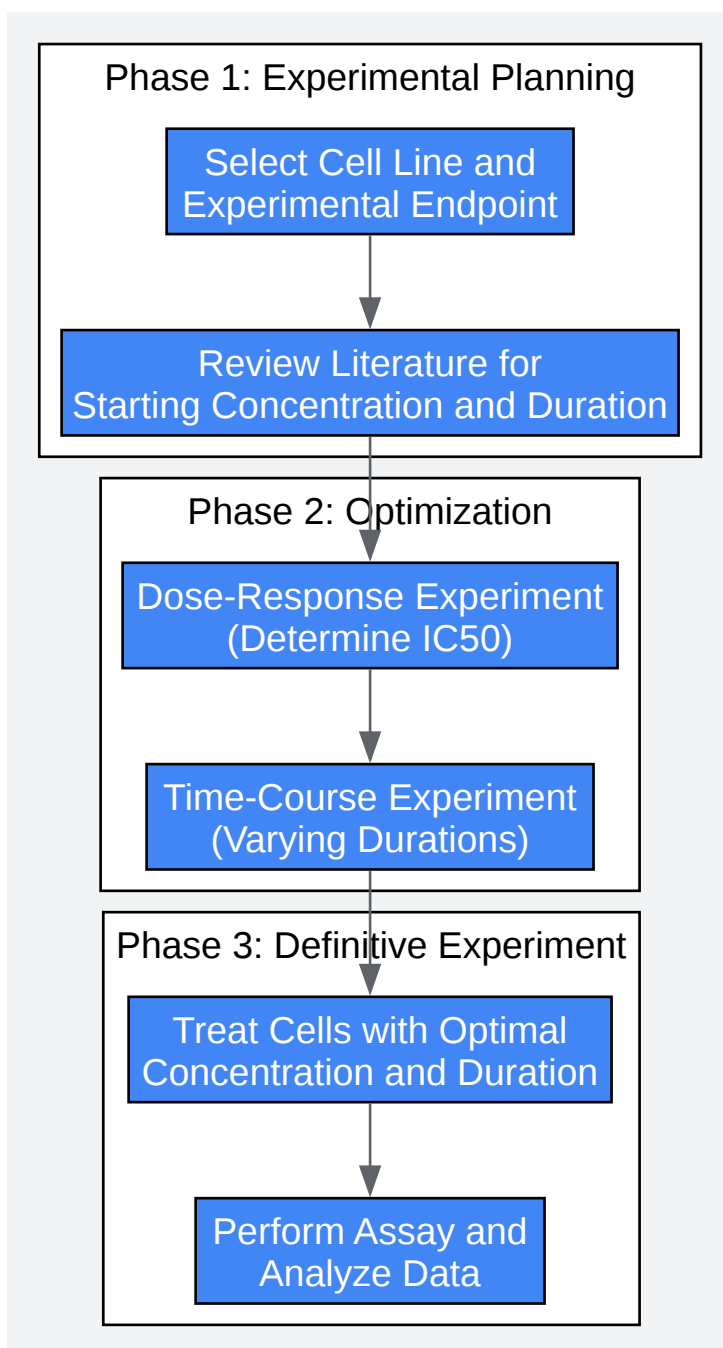 Phase 1: Experimental Planning
Select Cell Line and
Experimental Endpoint
Review Literature for
Starting Concentration and Duration
Phase 2: Optimization
Dose-Response Experiment
(Determine IC50)
Time-Course Experiment
(Varying Durations)
Phase 3: Definitive Experiment
Treat Cells with Optimal
Concentration and Duration
Perform Assay and
Analyze Data